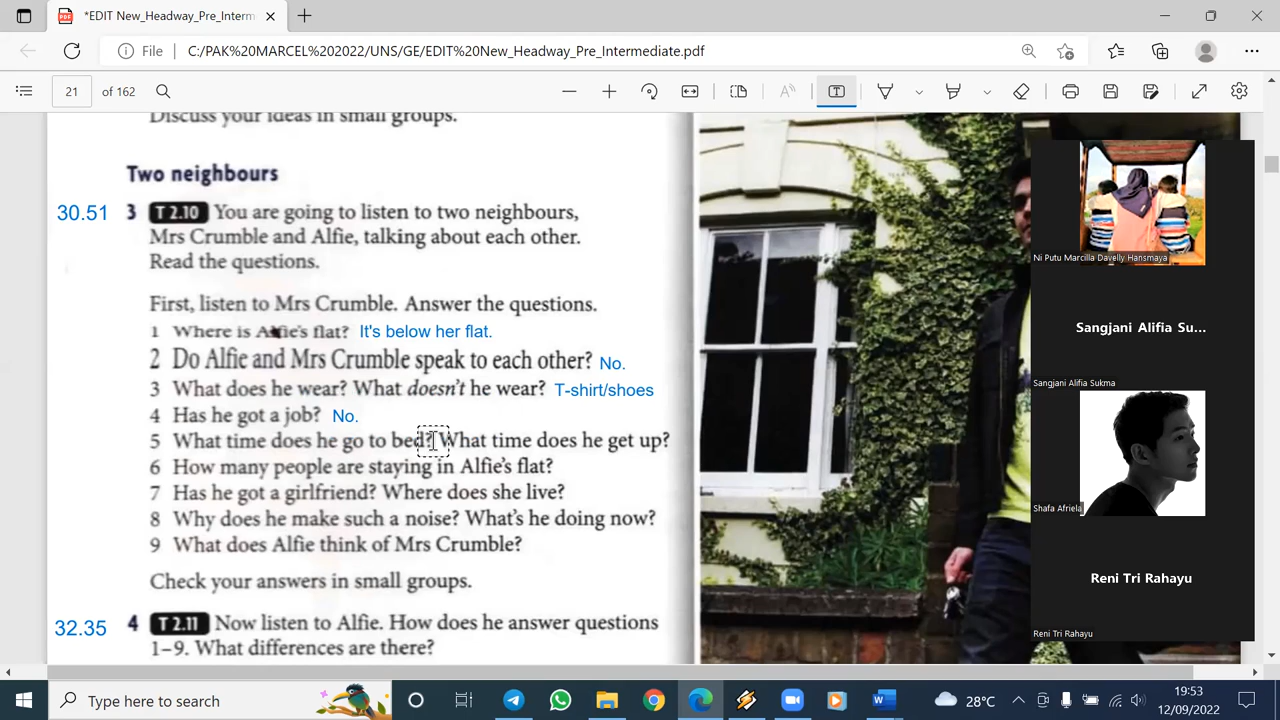 *EDIT New_Headway_Pre_Interm
File
C:/PAK%20MARCEL%202022/UNS/GE/EDIT%20New_Headway_Pre_Intermediate.pdf
21 of 162
Discuss your ideas in small groups.
Two neighbours
30.51 3 T 2.10 You are going to listen to two neighbours,
Mrs Crumble and Alfie, talking about each other.
Read the questions.
First, listen to Mrs Crumble. Answer the questions.
1 Where is Alfie's flat? It's below her flat.
2 Do Alfie and Mrs Crumble speak to each other? No.
3 What does he wear? What doesn't he wear? T-shirt/shoes
4 Has he got a job? No.
5 What time does he go to bed? What time does he get up?
6 How many people are staying in Alfie's flat?
7 Has he got a girlfriend? Where does she live?
8 Why does he make such a noise? What's he doing now?
9 What does Alfie think of Mrs Crumble?
Check your answers in small groups.
32.35 4 T 2.11 Now listen to Alfie. How does he answer questions
1–9. What differences are there?
Ni Putu Marcilla Davelly Hansmaya
Sangjani Alifia Su...
Sangjani Alifia Sukma
Shafa Afriela
Reni Tri Rahayu
Reni Tri Rahayu
Type here to search
28°C
19:53
12/09/2022